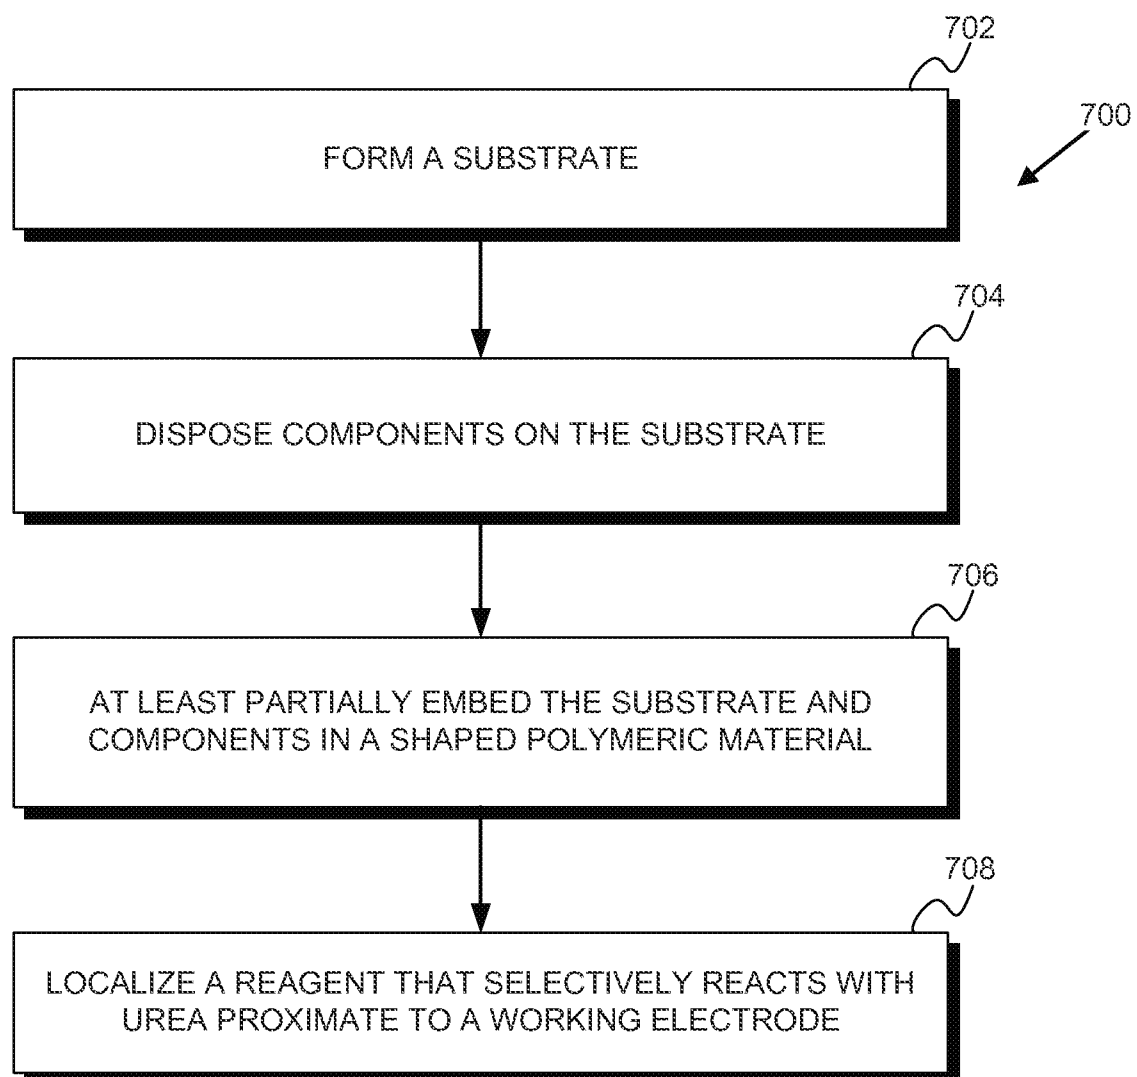 702
700
FORM A SUBSTRATE
704
DISPOSE COMPONENTS ON THE SUBSTRATE
706
AT LEAST PARTIALLY EMBED THE SUBSTRATE AND
COMPONENTS IN A SHAPED POLYMERIC MATERIAL
708
LOCALIZE A REAGENT THAT SELECTIVELY REACTS WITH
UREA PROXIMATE TO A WORKING ELECTRODE